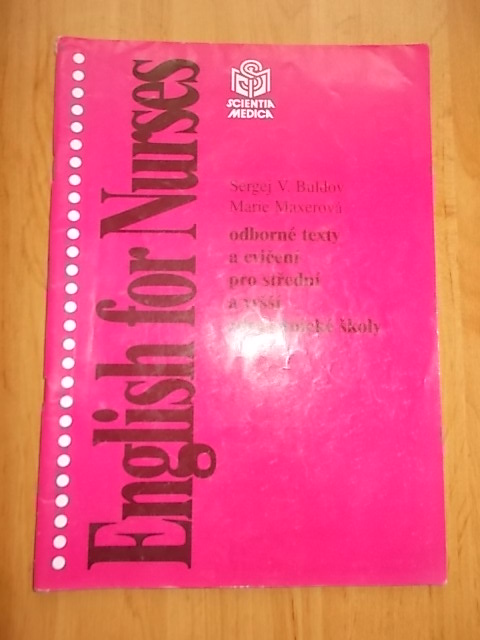 English for Nurses
SCIENTIA
MEDICA
Sergej V. Baldov
Marie Maxerová
odborné texty
a cvičení
pro střední
a vyšší
školy